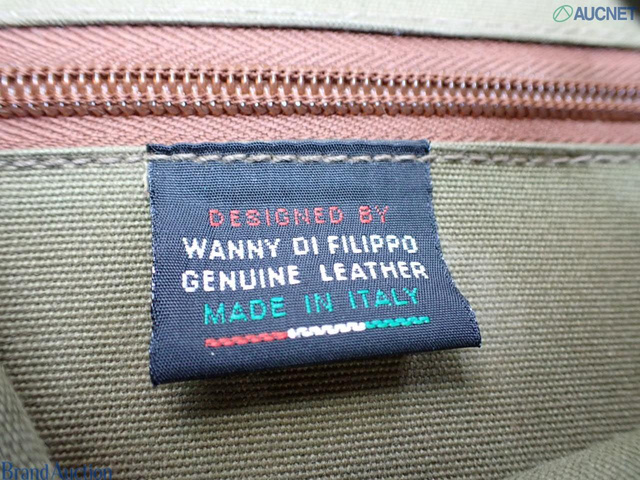 AUCNET
DESIGNED BY
WANNY DI FILIPPO
GENUINE LEATHER
MADE IN ITALY
Brand Auction